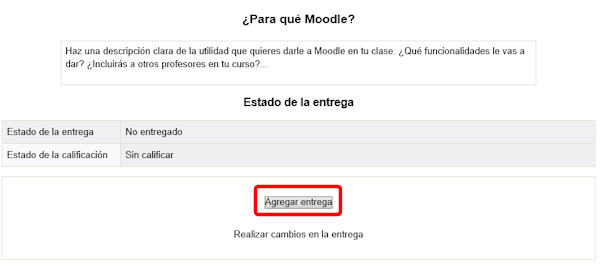 ¿Para qué Moodle?
Haz una descripción clara de la utilidad que quieres darle a Moodle en tu clase. ¿Qué funcionalidades le vas a
dar? ¿Incluirás a otros profesores en tu curso?...
Estado de la entrega
Estado de la entrega No entregado
Estado de la calificación Sin calificar
Agregar entrega
Realizar cambios en la entrega